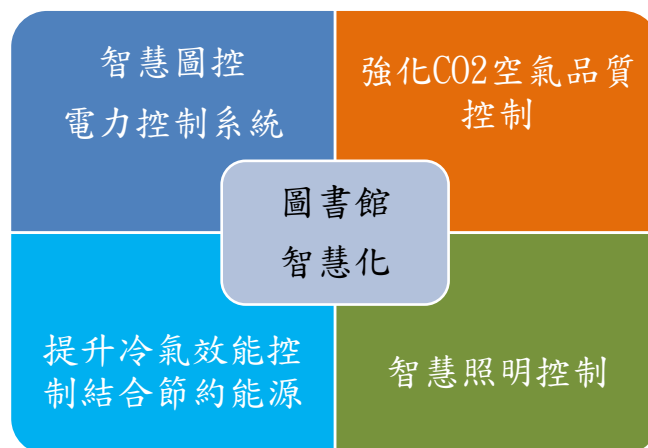 智慧圖控
電力控制系統
強化CO2空氣品質
控制
圖書館
智慧化
提升冷氣效能控
制結合節約能源
智慧照明控制